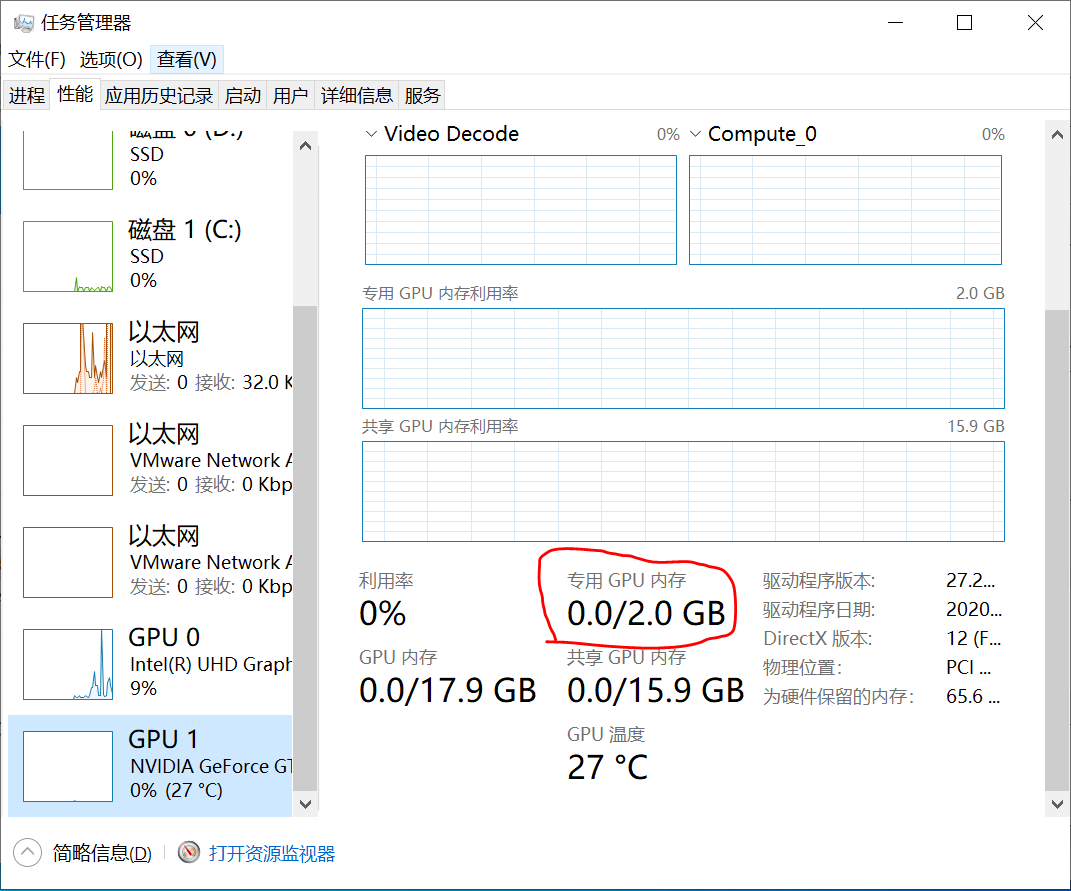 任务管理器
文件(F) 选项(O) 查看(V)
进程 性能 应用历史记录 启动 用户 详细信息 服务
SSD
0%
磁盘 1 (C:)
SSD
0%
以太网
以太网
发送: 0 接收: 32.0 K
以太网
VMware Network A
发送: 0 接收: 0 Kbp
以太网
VMware Network A
发送: 0 接收: 0 Kbp
GPU 0
Intel(R) UHD Graph
9%
GPU 1
NVIDIA GeForce GT
0% (27 °C)
Video Decode 0%
Compute_0 0%
专用 GPU 内存利用率 2.0 GB
共享 GPU 内存利用率 15.9 GB
利用率
0%
专用 GPU 内存
0.0/2.0 GB
GPU 内存
0.0/17.9 GB
共享 GPU 内存
0.0/15.9 GB
GPU 温度
27 °C
驱动程序版本: 27.2...
驱动程序日期: 2020...
DirectX 版本: 12 (F...
物理位置: PCI ...
为硬件保留的内存: 65.6 ...
简略信息(D) 打开资源监视器